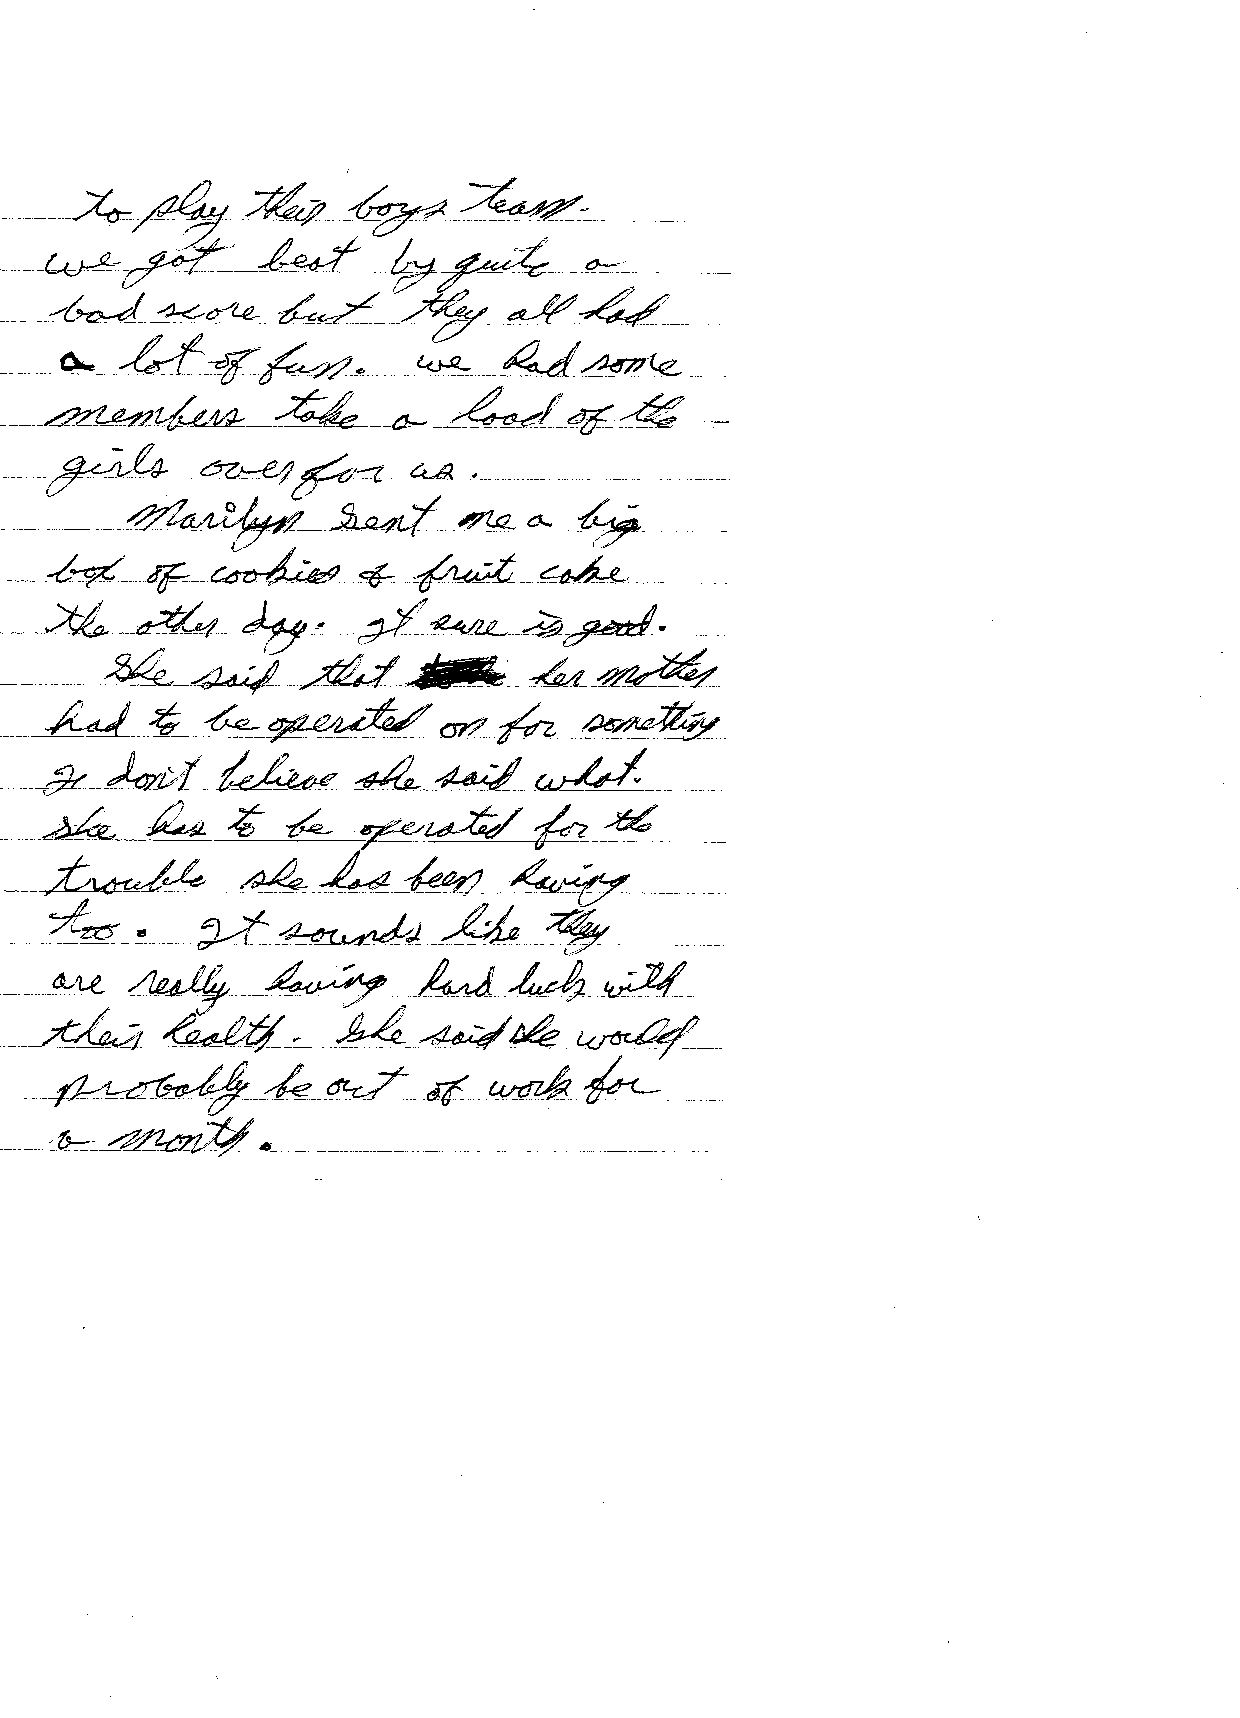 to play their boys team.
we got beat by quite a
bad score but they all had
a lot of fun. we had some
members take a load of the
girls over for us.
Marilyn sent me a big
box of cookies & fruit cake
the other day. It sure is good.
She said that her mother
had to be operated on for something
I don't believe she said what.
She has to be operated for the
trouble she has been having
too. It sounds like they
are really having hard luck with
their health. She said she would
probably be out of work for
a month.